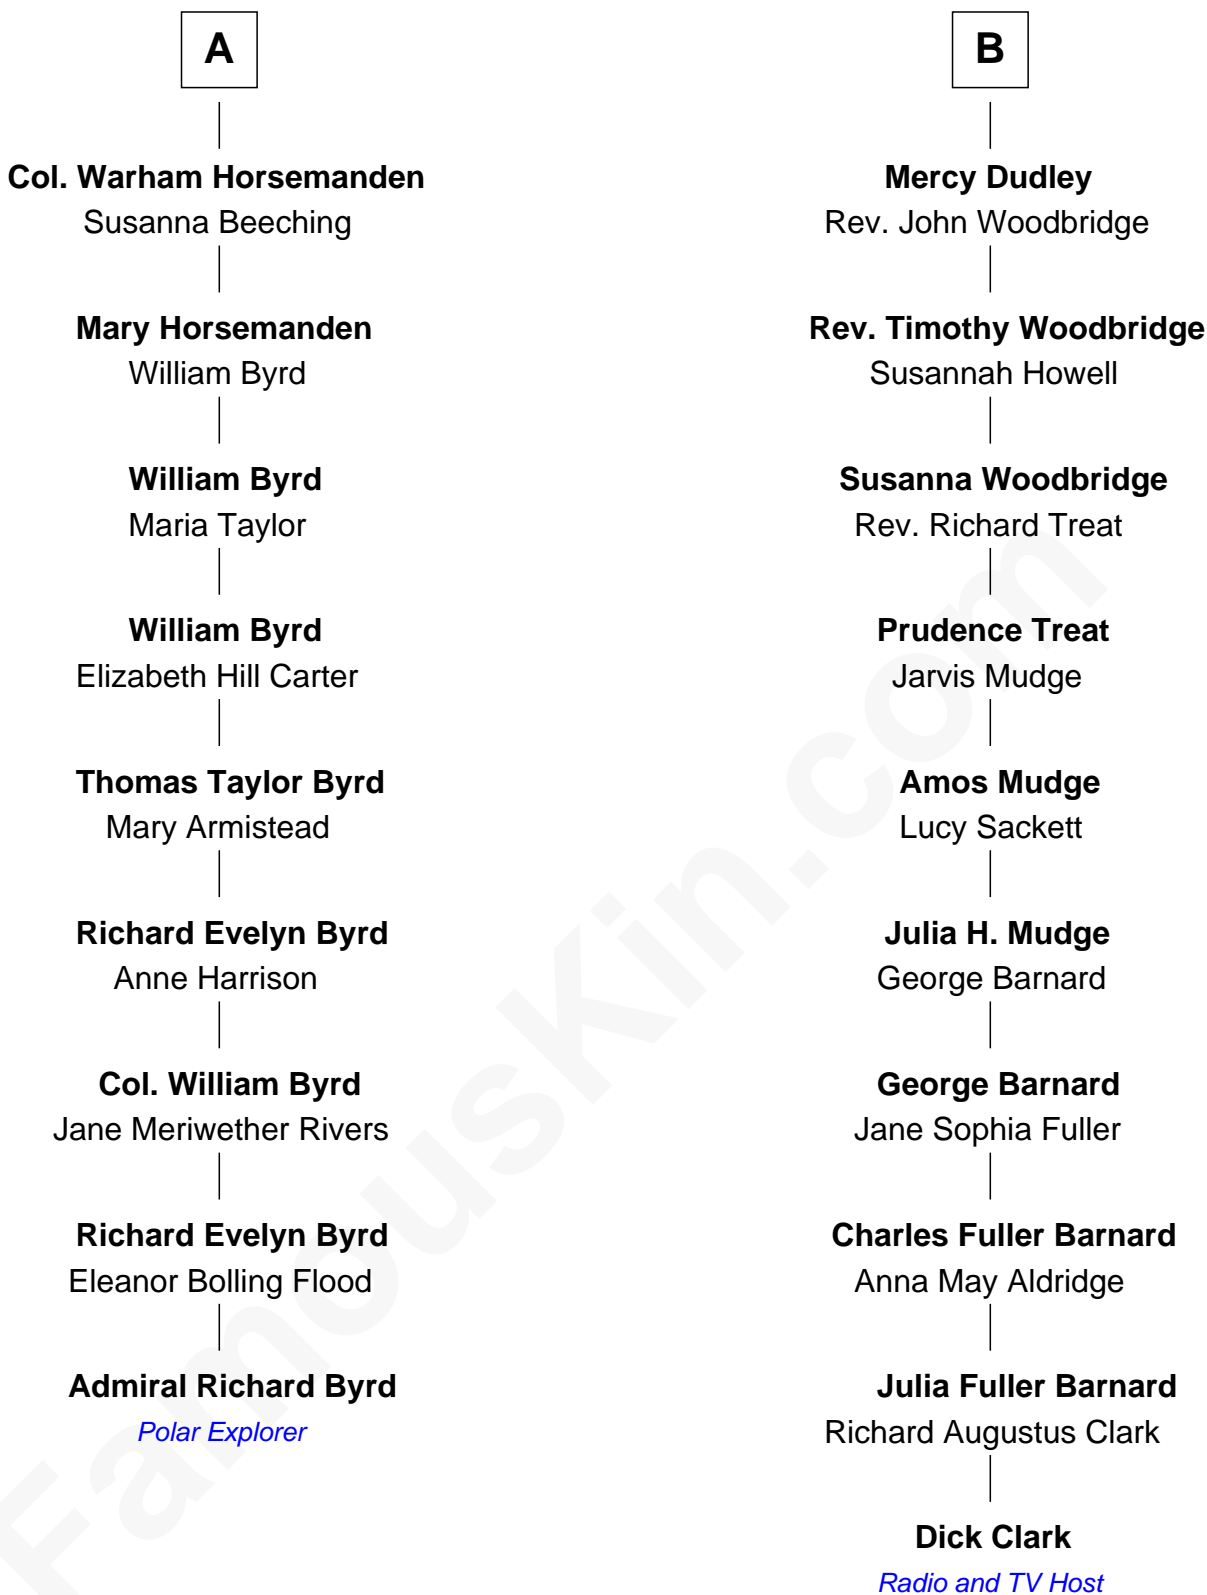 A
Col. Warham Horsemanden
Susanna Beeching
Mary Horsemanden
William Byrd
William Byrd
Maria Taylor
William Byrd
Elizabeth Hill Carter
Thomas Taylor Byrd
Mary Armistead
Richard Evelyn Byrd
Anne Harrison
Col. William Byrd
Jane Meriwether Rivers
Richard Evelyn Byrd
Eleanor Bolling Flood
Admiral Richard Byrd
Polar Explorer
B
Mercy Dudley
Rev. John Woodbridge
Rev. Timothy Woodbridge
Susannah Howell
Susanna Woodbridge
Rev. Richard Treat
Prudence Treat
Jarvis Mudge
Amos Mudge
Lucy Sackett
Julia H. Mudge
George Barnard
George Barnard
Jane Sophia Fuller
Charles Fuller Barnard
Anna May Aldridge
Julia Fuller Barnard
Richard Augustus Clark
Dick Clark
Radio and TV Host
FamousKin.com